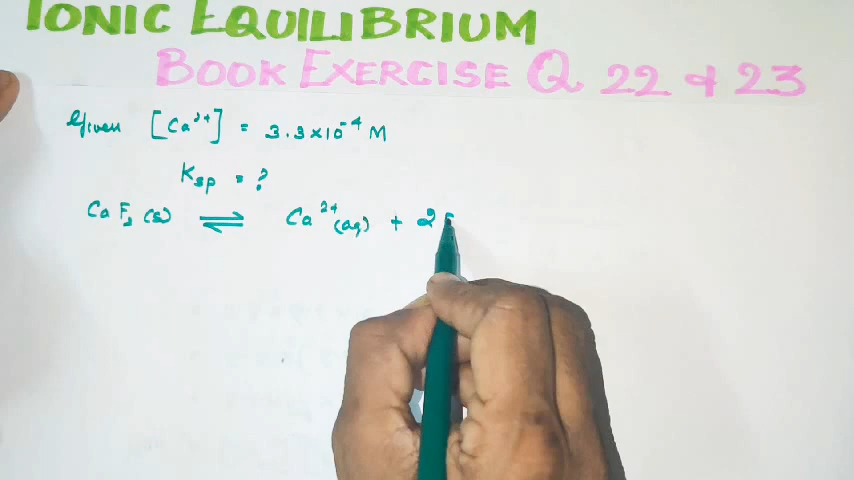 IONIC EQUILIBRIUM
BOOK EXERCISE Q 22 & 23
Given [Ca²⁺] = 3.3×10⁻⁴ M
Ksp = ?
CaF₂ (s) ⇌ Ca²⁺(aq) + 2